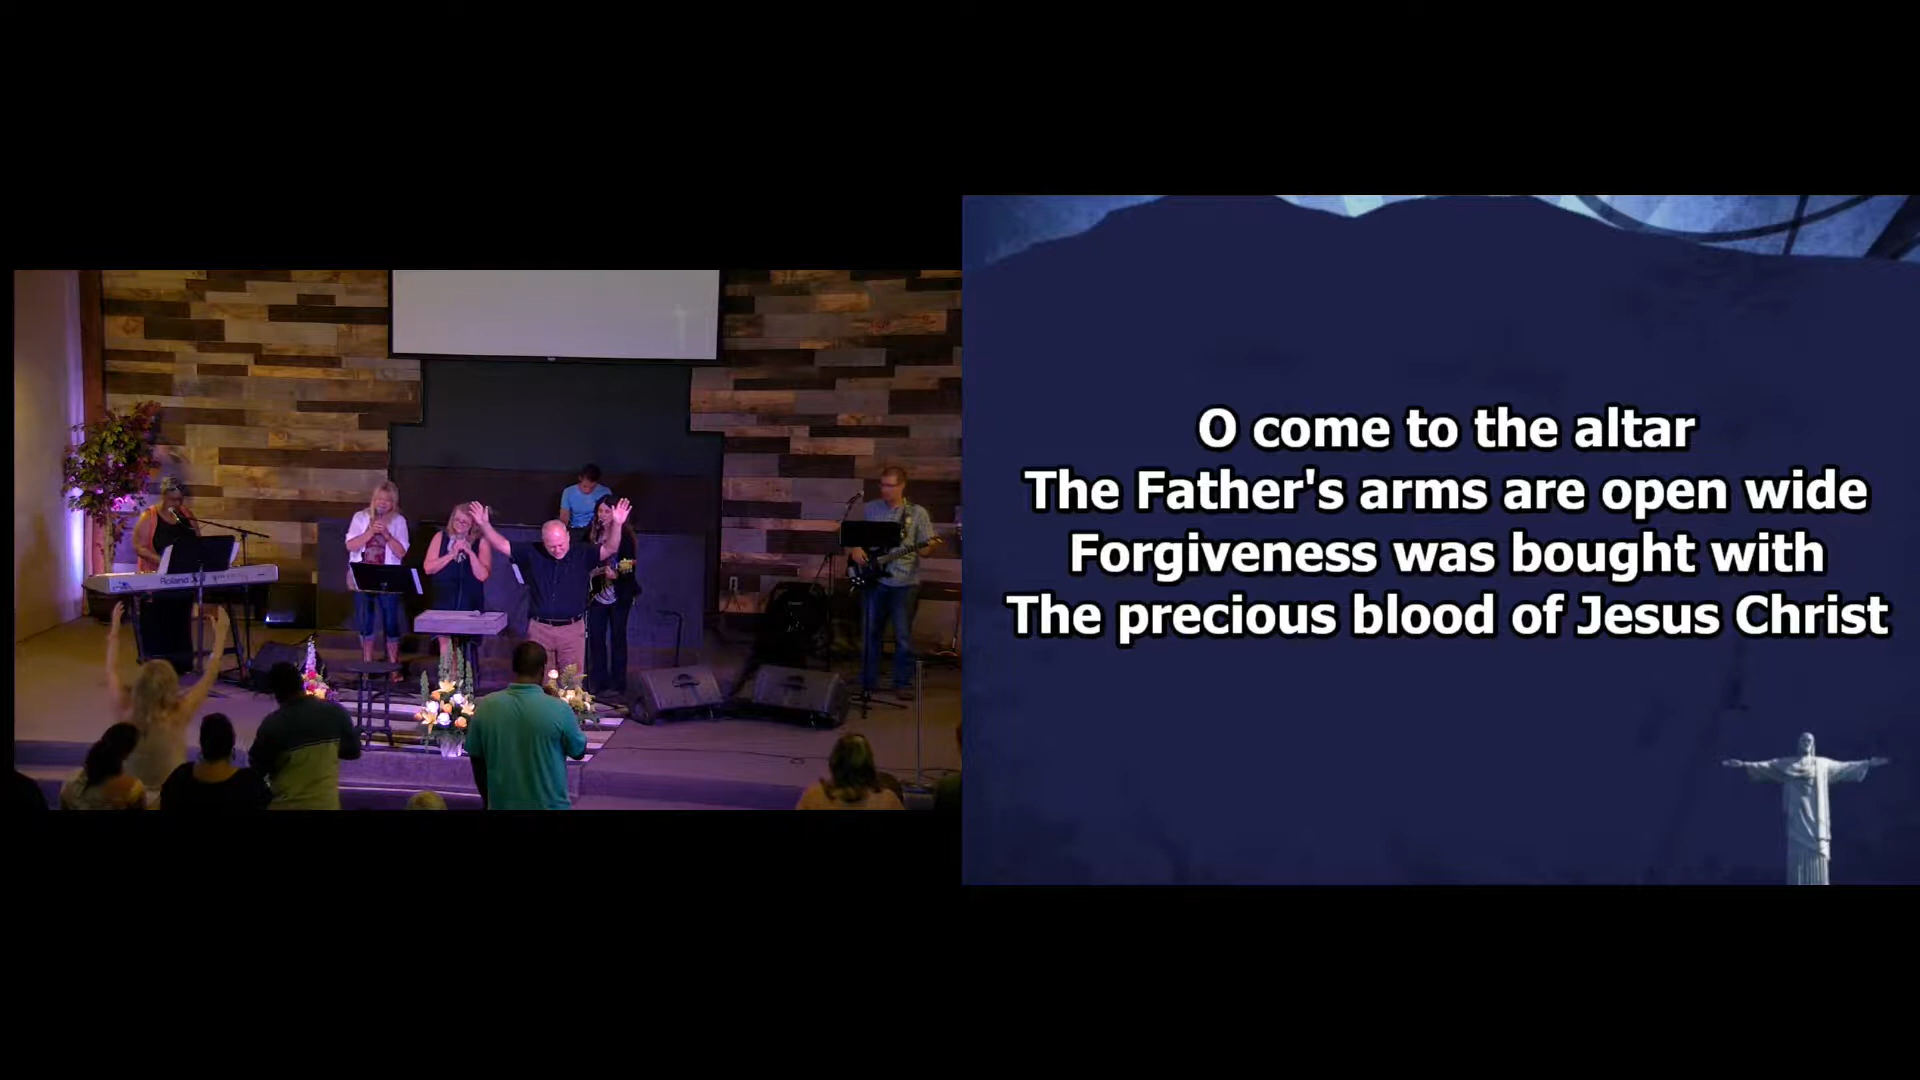 Roland
O come to the altar
The Father's arms are open wide
Forgiveness was bought with
The precious blood of Jesus Christ